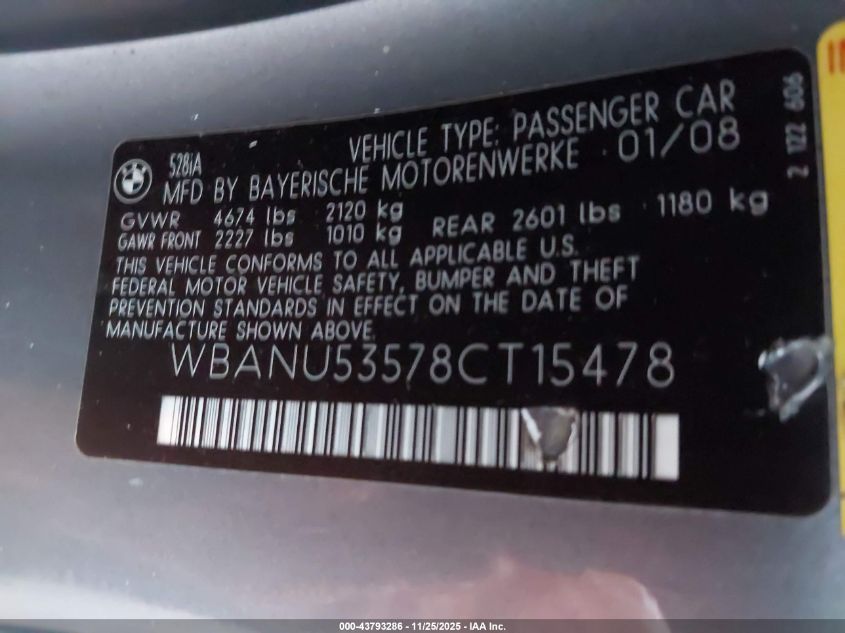 528iA
VEHICLE TYPE: PASSENGER CAR
MFD BY BAYERISCHE MOTORENWERKE 01/08
GVWR 4674 lbs 2120 kg
GAWR FRONT 2227 lbs 1010 kg REAR 2601 lbs 1180 kg
THIS VEHICLE CONFORMS TO ALL APPLICABLE U.S.
FEDERAL MOTOR VEHICLE SAFETY, BUMPER AND THEFT
PREVENTION STANDARDS IN EFFECT ON THE DATE OF
MANUFACTURE SHOWN ABOVE.
WBANU53578CT15478
2 122 606
000-43793286 - 11/25/2025 - IAA Inc.